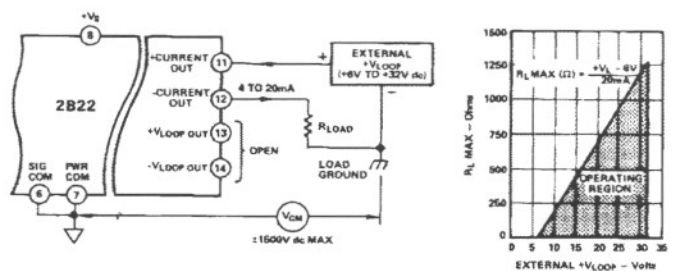 +VS
8
+CURRENT OUT
11
-CURRENT OUT
12
+VLOOP OUT
13
-VLOOP OUT
14
2B22
SIG COM
6
PWR COM
7
+
EXTERNAL
+VLOOP
(+6V TO +32V dc)
-
4 TO 20mA
RLOAD
OPEN
LOAD
GROUND
VCM
±1500V dc MAX
RL MAX – Ohms
1500
1250
1000
750
500
250
0
RL MAX (Ω) = +VL – 6V / 20mA
OPERATING
REGION
0 5 10 15 20 25 30 35
EXTERNAL +VLOOP – Volts